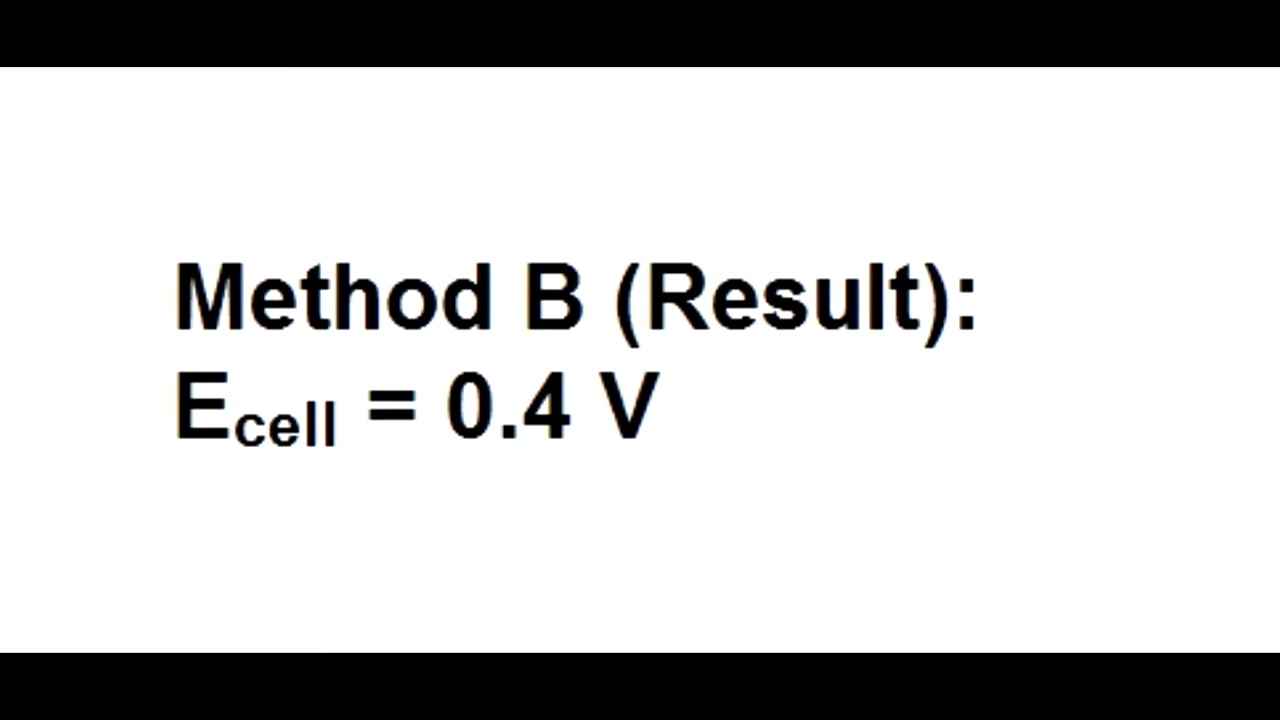 Method B (Result):
Ecell = 0.4 V